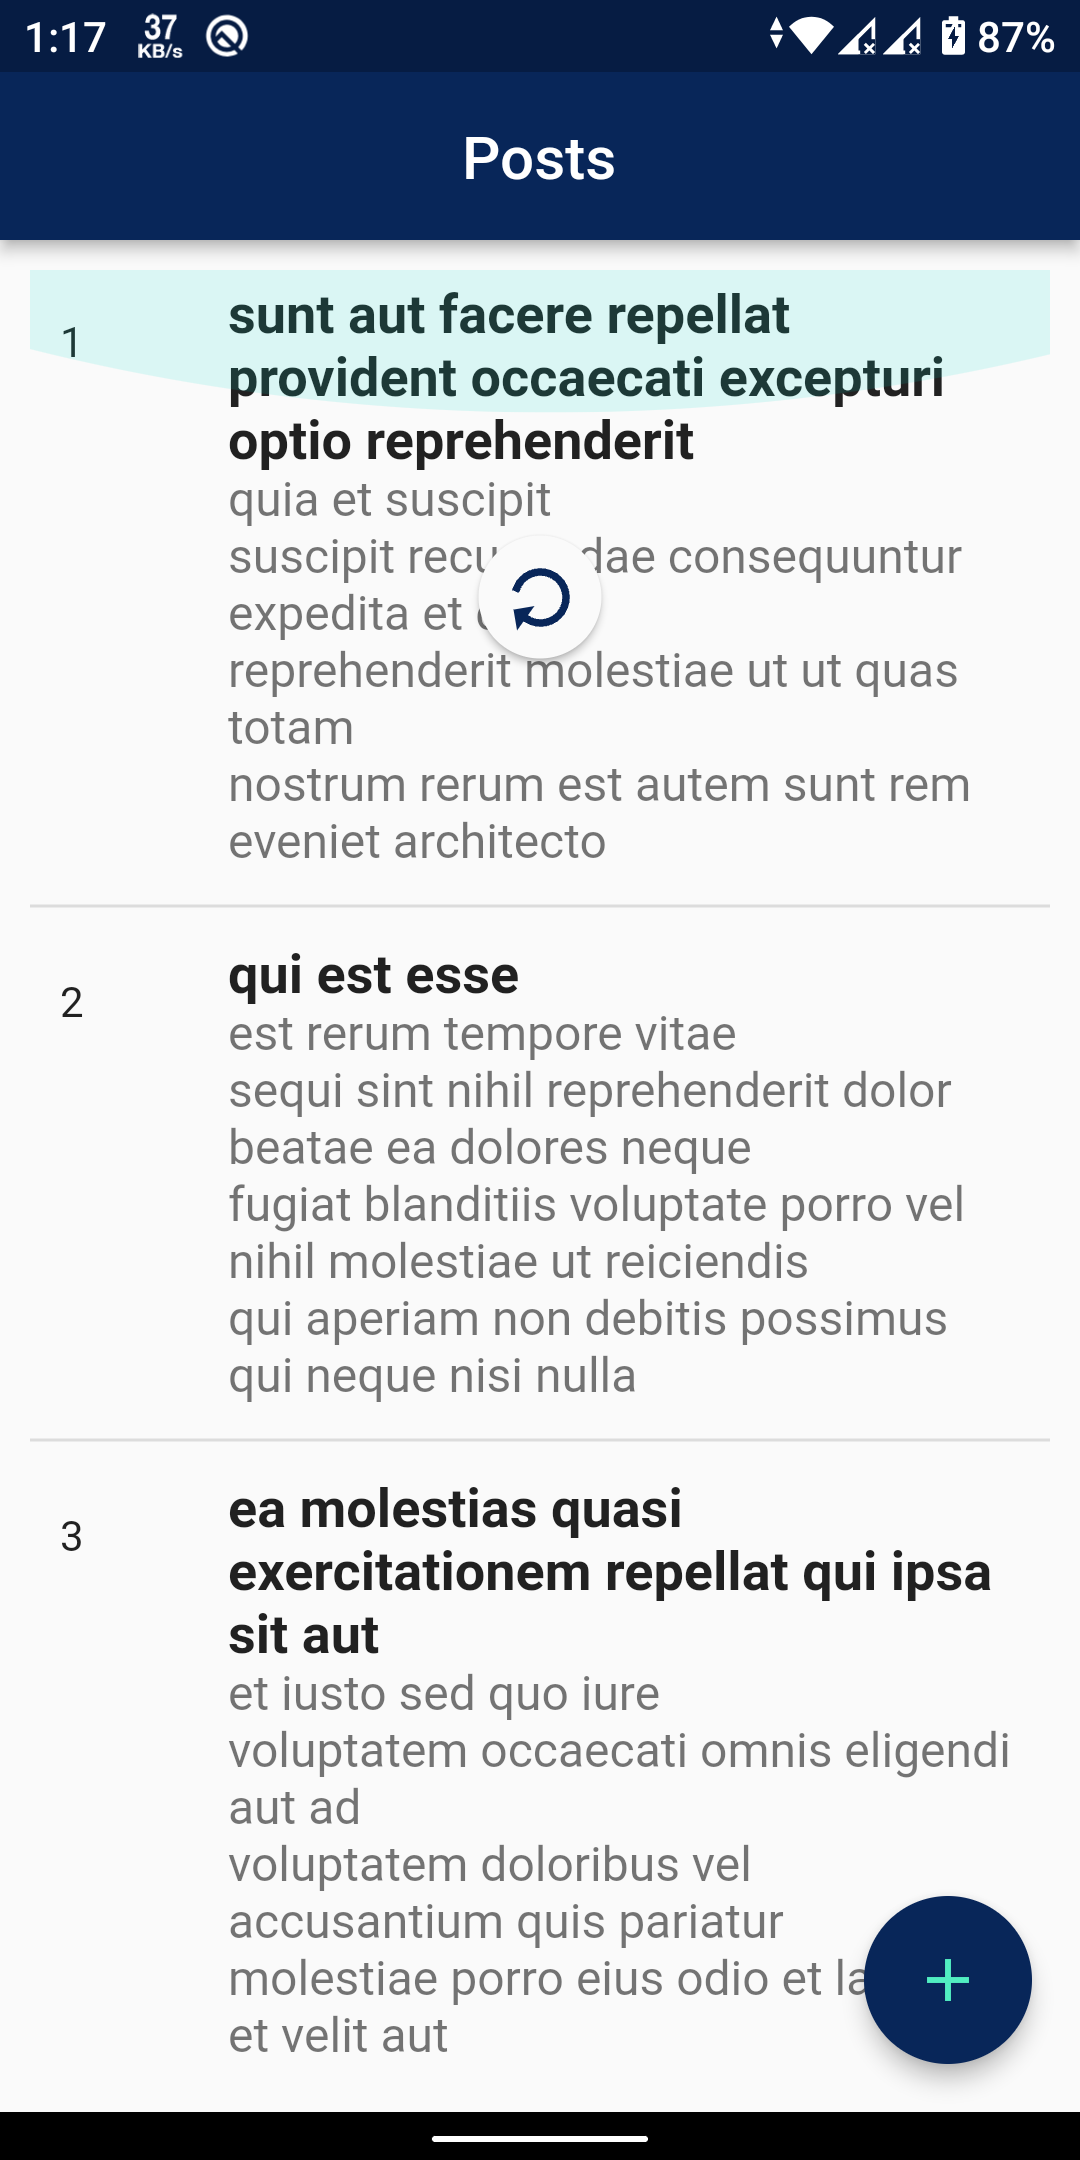 1:17 37 KB/s 87%
Posts
1
sunt aut facere repellat
provident occaecati excepturi
optio reprehenderit
quia et suscipit
suscipit dae consequuntur
expedita et
reprehenderit molestiae ut ut quas
totam
nostrum rerum est autem sunt rem
eveniet architecto
2
qui est esse
est rerum tempore vitae
sequi sint nihil reprehenderit dolor
beatae ea dolores neque
fugiat blanditiis voluptate porro vel
nihil molestiae ut reiciendis
qui aperiam non debitis possimus
qui neque nisi nulla
3
ea molestias quasi
exercitationem repellat qui ipsa
sit aut
et iusto sed quo iure
voluptatem occaecati omnis eligendi
aut ad
voluptatem doloribus vel
accusantium quis pariatur
molestiae porro eius odio et
et velit aut